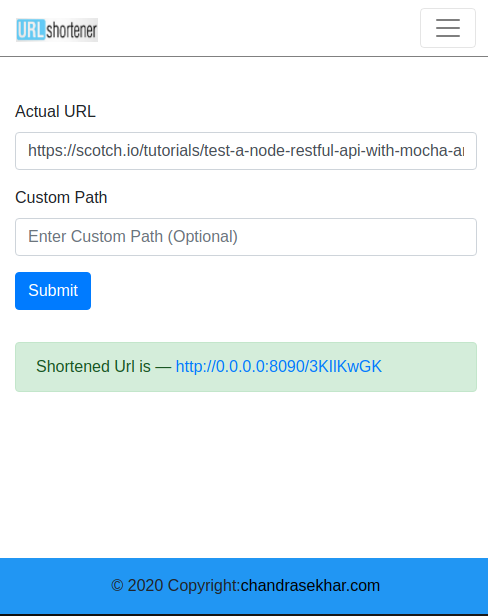 URL shortener
Actual URL
https://scotch.io/tutorials/test-a-node-restful-api-with-mocha-a
Custom Path
Enter Custom Path (Optional)
Submit
Shortened Url is — http://0.0.0.0:8090/3KIlKwGK
© 2020 Copyright:chandrasekhar.com